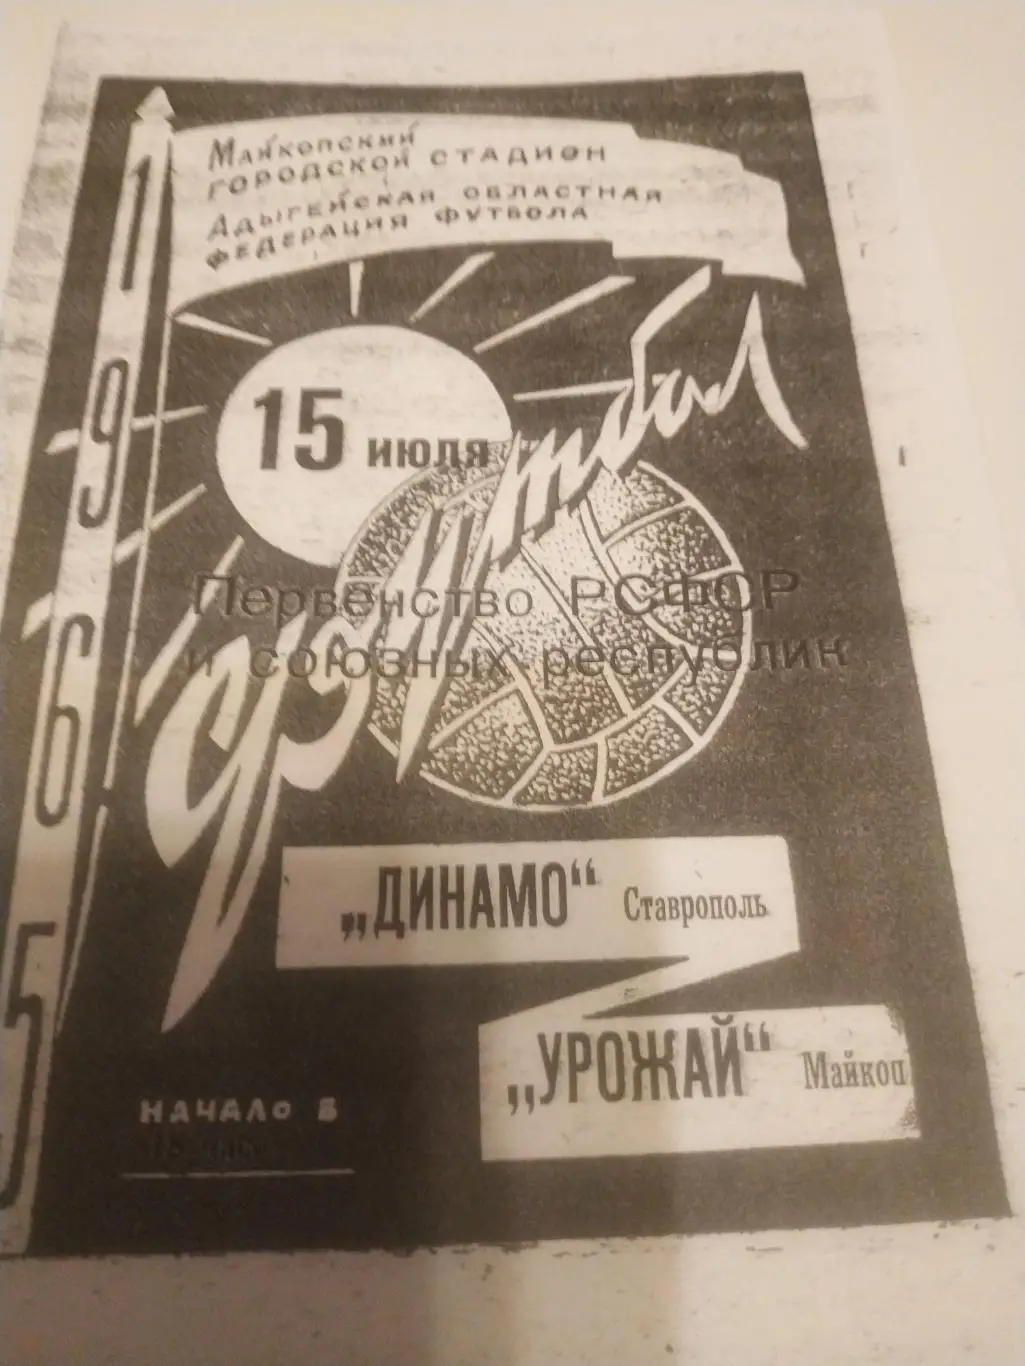 Майкопский
городской стадион
Адыгейская областная
федерация футбола
1965
15 июля
Футбол
Первенство РСФСР
и союзных республик
„ДИНАМО“ Ставрополь
„УРОЖАЙ“ Майкоп
НАЧАЛО В